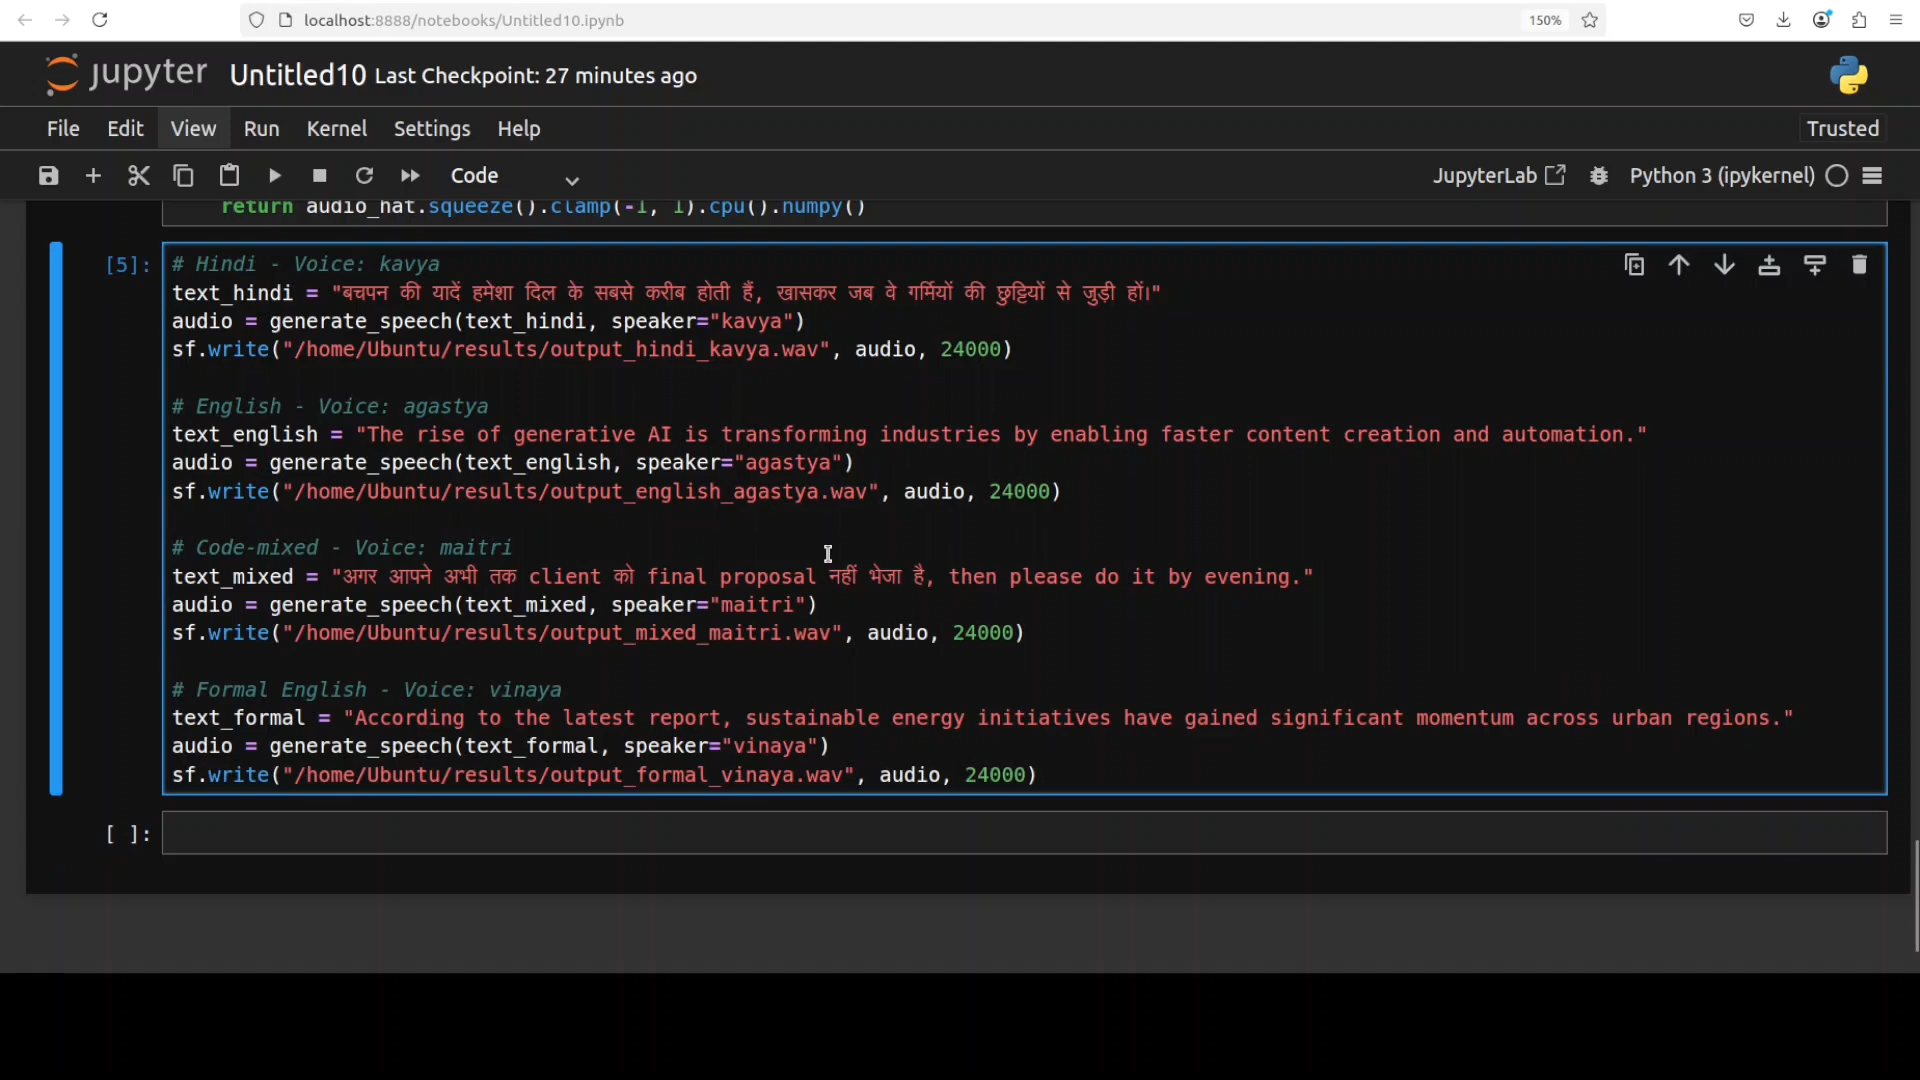 localhost:8888/notebooks/Untitled10.ipynb
150%
jupyter Untitled10 Last Checkpoint: 27 minutes ago
File Edit View Run Kernel Settings Help Trusted
Code JupyterLab Python 3 (ipykernel)
return audio_hat.squeeze().clamp(-1, 1).cpu().numpy()
[5]: # Hindi - Voice: kavya
text_hindi = "बचपन की यादें हमेशा दिल के सबसे करीब होती हैं, खासकर जब वे गर्मियों की छुट्टियों से जुड़ी हों।"
audio = generate_speech(text_hindi, speaker="kavya")
sf.write("/home/Ubuntu/results/output_hindi_kavya.wav", audio, 24000)
# English - Voice: agastya
text_english = "The rise of generative AI is transforming industries by enabling faster content creation and automation."
audio = generate_speech(text_english, speaker="agastya")
sf.write("/home/Ubuntu/results/output_english_agastya.wav", audio, 24000)
# Code-mixed - Voice: maitri
text_mixed = "अगर आपने अभी तक client को final proposal नहीं भेजा है, then please do it by evening."
audio = generate_speech(text_mixed, speaker="maitri")
sf.write("/home/Ubuntu/results/output_mixed_maitri.wav", audio, 24000)
# Formal English - Voice: vinaya
text_formal = "According to the latest report, sustainable energy initiatives have gained significant momentum across urban regions."
audio = generate_speech(text_formal, speaker="vinaya")
sf.write("/home/Ubuntu/results/output_formal_vinaya.wav", audio, 24000)
[ ]: